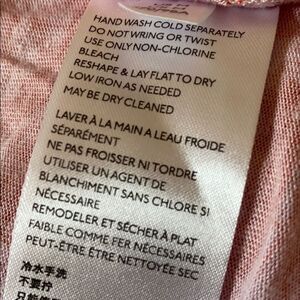 HAND WASH COLD SEPARATELY
DO NOT WRING OR TWIST
USE ONLY NON-CHLORINE
BLEACH
RESHAPE & LAY FLAT TO DRY
LOW IRON AS NEEDED
MAY BE DRY CLEANED
LAVER À LA MAIN A LEAU FROIDE
SÉPARÉMENT
NE PAS FROISSER NI TORDRE
UTILISER UN AGENT DE
BLANCHIMENT SANS CHLORE SI
NÉCESSAIRE
REMODELER ET SÉCHER À PLAT
FAIBLE COMME FER NÉCESSAIRES
PEUT-ÊTRE ÊTRE NETTOYÉE SEC
冷水手洗
不要拧